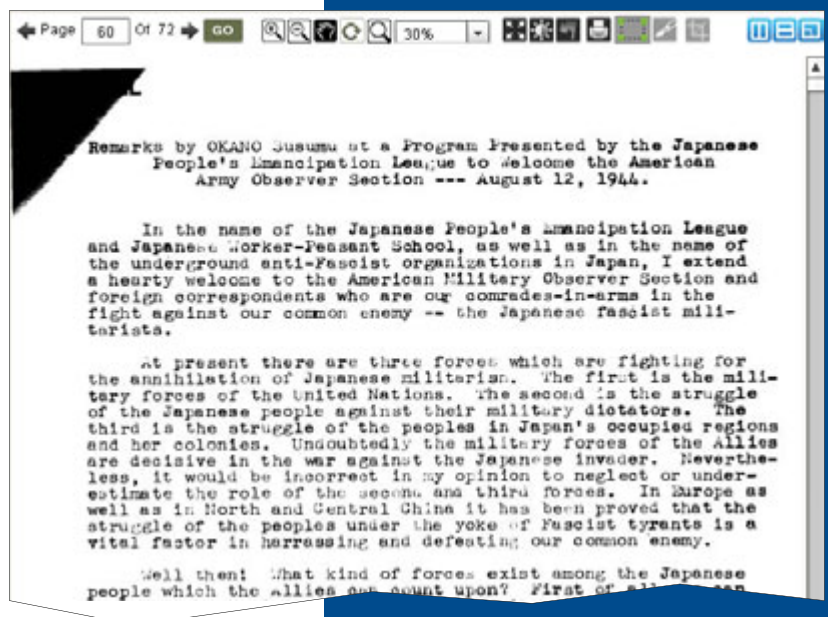 Page 60 Of 72 GO 30%
Remarks by OKANO Susumu at a Program Presented by the Japanese
People's Emancipation League to Welcome the American
Army Observer Section --- August 12, 1944.
In the name of the Japanese People's Emancipation League
and Japanese Worker-Peasant School, as well as in the name of
the underground anti-Fascist organizations in Japan, I extend
a hearty welcome to the American Military Observer Section and
foreign correspondents who are our comrades-in-arms in the
fight against our common enemy -- the Japanese fascist mili-
tarists.
At present there are three forces which are fighting for
the annihilation of Japanese militarism. The first is the mili-
tary forces of the United Nations. The second is the struggle
of the Japanese people against their military dictators. The
third is the struggle of the peoples in Japan's occupied regions
and her colonies. Undoubtedly the military forces of the Allies
are decisive in the war against the Japanese invader. Neverthe-
less, it would be incorrect in my opinion to neglect or under-
estimate the role of the second and third forces. In Europe as
well as in North and Central China it has been proved that the
struggle of the peoples under the yoke of Fascist tyrants is a
vital factor in harrassing and defeating our common enemy.
Well then! What kind of forces exist among the Japanese
people which the Allies can count upon? First of all